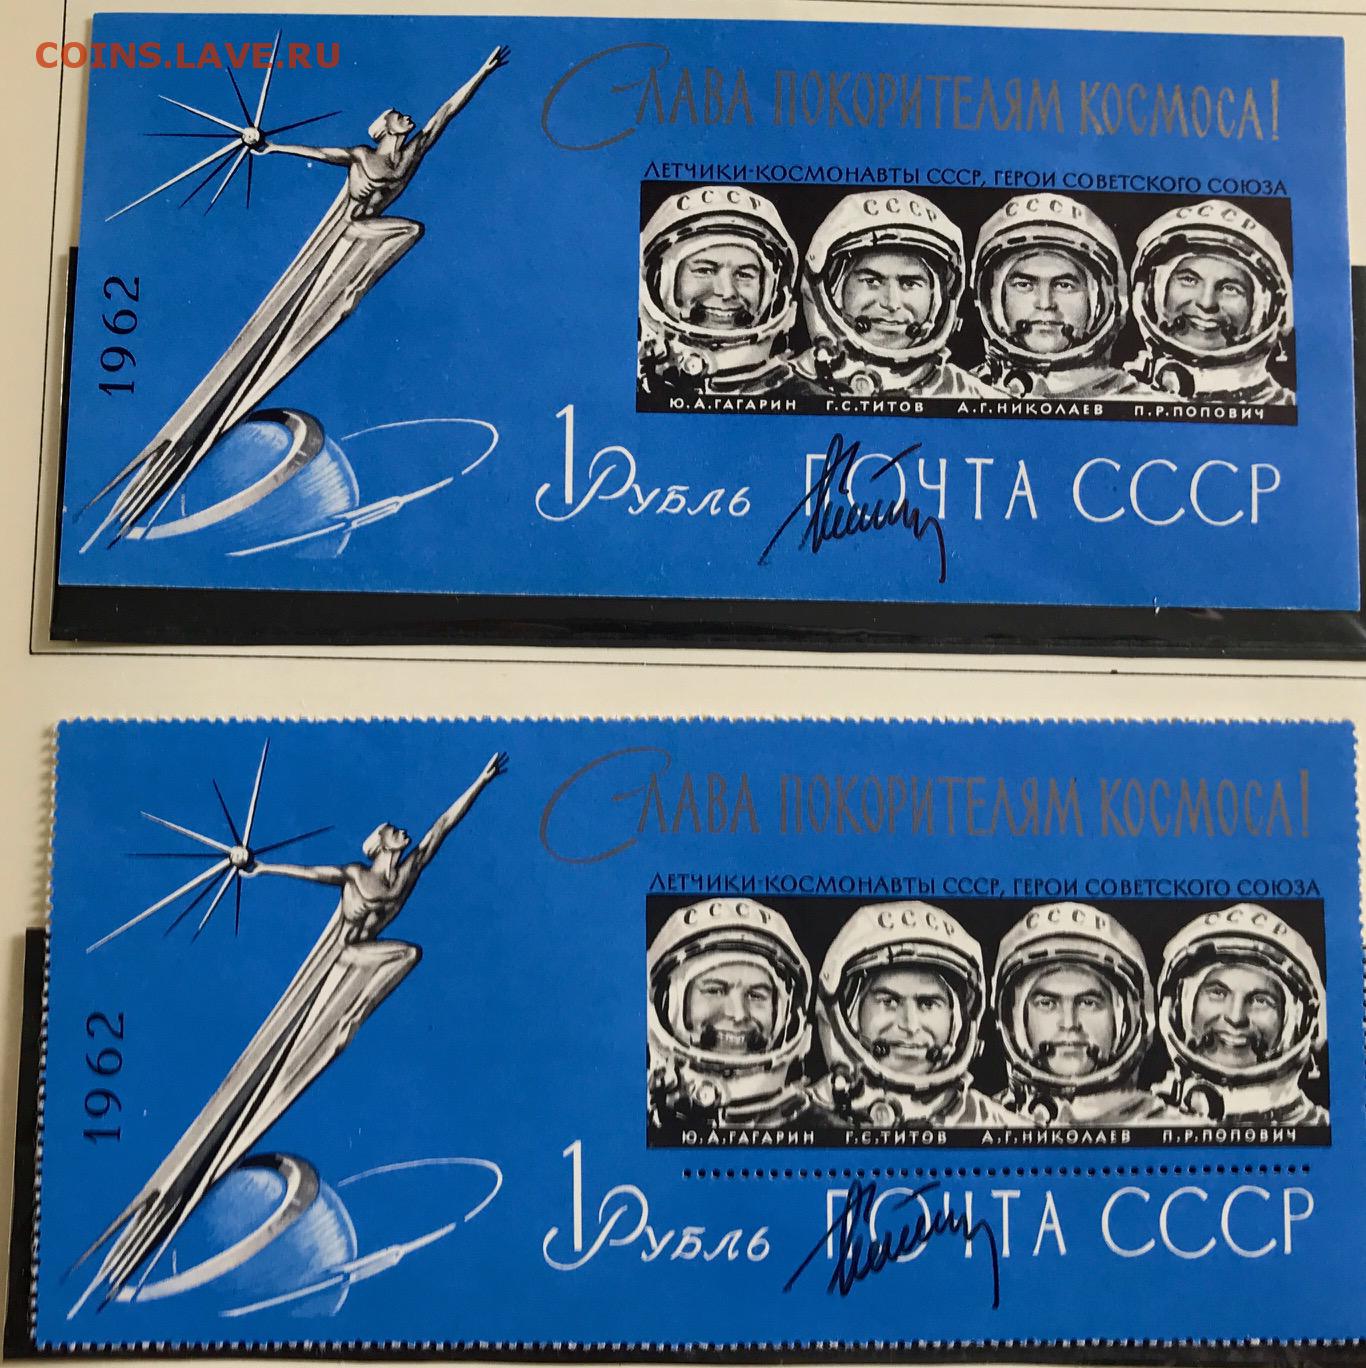 COINS.LAVE.RU
СЛАВА ПОКОРИТЕЛЯМ КОСМОСА!
ЛЕТЧИКИ-КОСМОНАВТЫ СССР, ГЕРОИ СОВЕТСКОГО СОЮЗА
СССР СССР СССР СССР
1962
Ю.А.ГАГАРИН Г.С.ТИТОВ А.Г.НИКОЛАЕВ П.Р.ПОПОВИЧ
1 РУБЛЬ ПОЧТА СССР
СЛАВА ПОКОРИТЕЛЯМ КОСМОСА!
ЛЕТЧИКИ-КОСМОНАВТЫ СССР, ГЕРОИ СОВЕТСКОГО СОЮЗА
СССР СССР СССР СССР
1962
Ю.А.ГАГАРИН Г.С.ТИТОВ А.Г.НИКОЛАЕВ П.Р.ПОПОВИЧ
1 РУБЛЬ ПОЧТА СССР